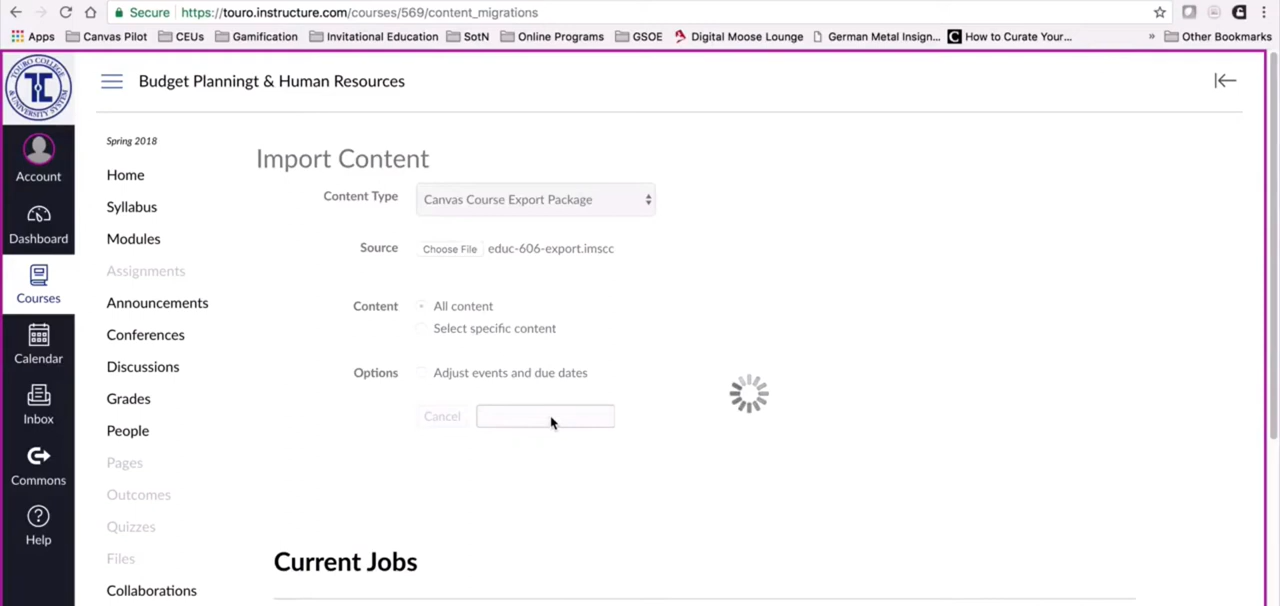 Secure https://touro.instructure.com/courses/569/content_migrations
Apps Canvas Pilot CEUs Gamification Invitational Education SotN Online Programs GSOE Digital Moose Lounge German Metal Insign... C How to Curate Your... » Other Bookmarks
TOURO COLLEGE
& UNIVERSITY SYSTEM
Budget Planningt & Human Resources
Account
Dashboard
Courses
Calendar
Inbox
Commons
Help
Spring 2018
Home
Syllabus
Modules
Assignments
Announcements
Conferences
Discussions
Grades
People
Pages
Outcomes
Quizzes
Files
Collaborations
Import Content
Content Type Canvas Course Export Package
Source Choose File educ-606-export.imscc
Content All content
Select specific content
Options Adjust events and due dates
Cancel
Current Jobs